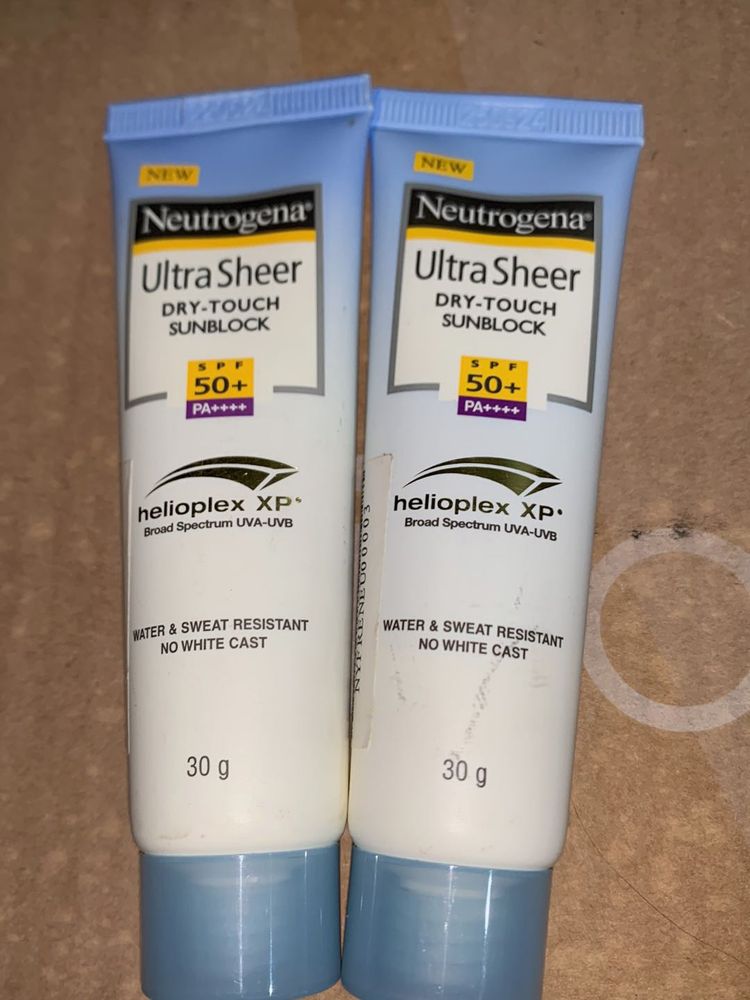 NEW
Neutrogena®
Ultra Sheer
DRY-TOUCH
SUNBLOCK
SPF
50+
PA++++
helioplex XP
Broad Spectrum UVA-UVB
WATER & SWEAT RESISTANT
NO WHITE CAST
30 g
NEW
Neutrogena®
Ultra Sheer
DRY-TOUCH
SUNBLOCK
SPF
50+
PA++++
helioplex XP
Broad Spectrum UVA-UVB
WATER & SWEAT RESISTANT
NO WHITE CAST
30 g